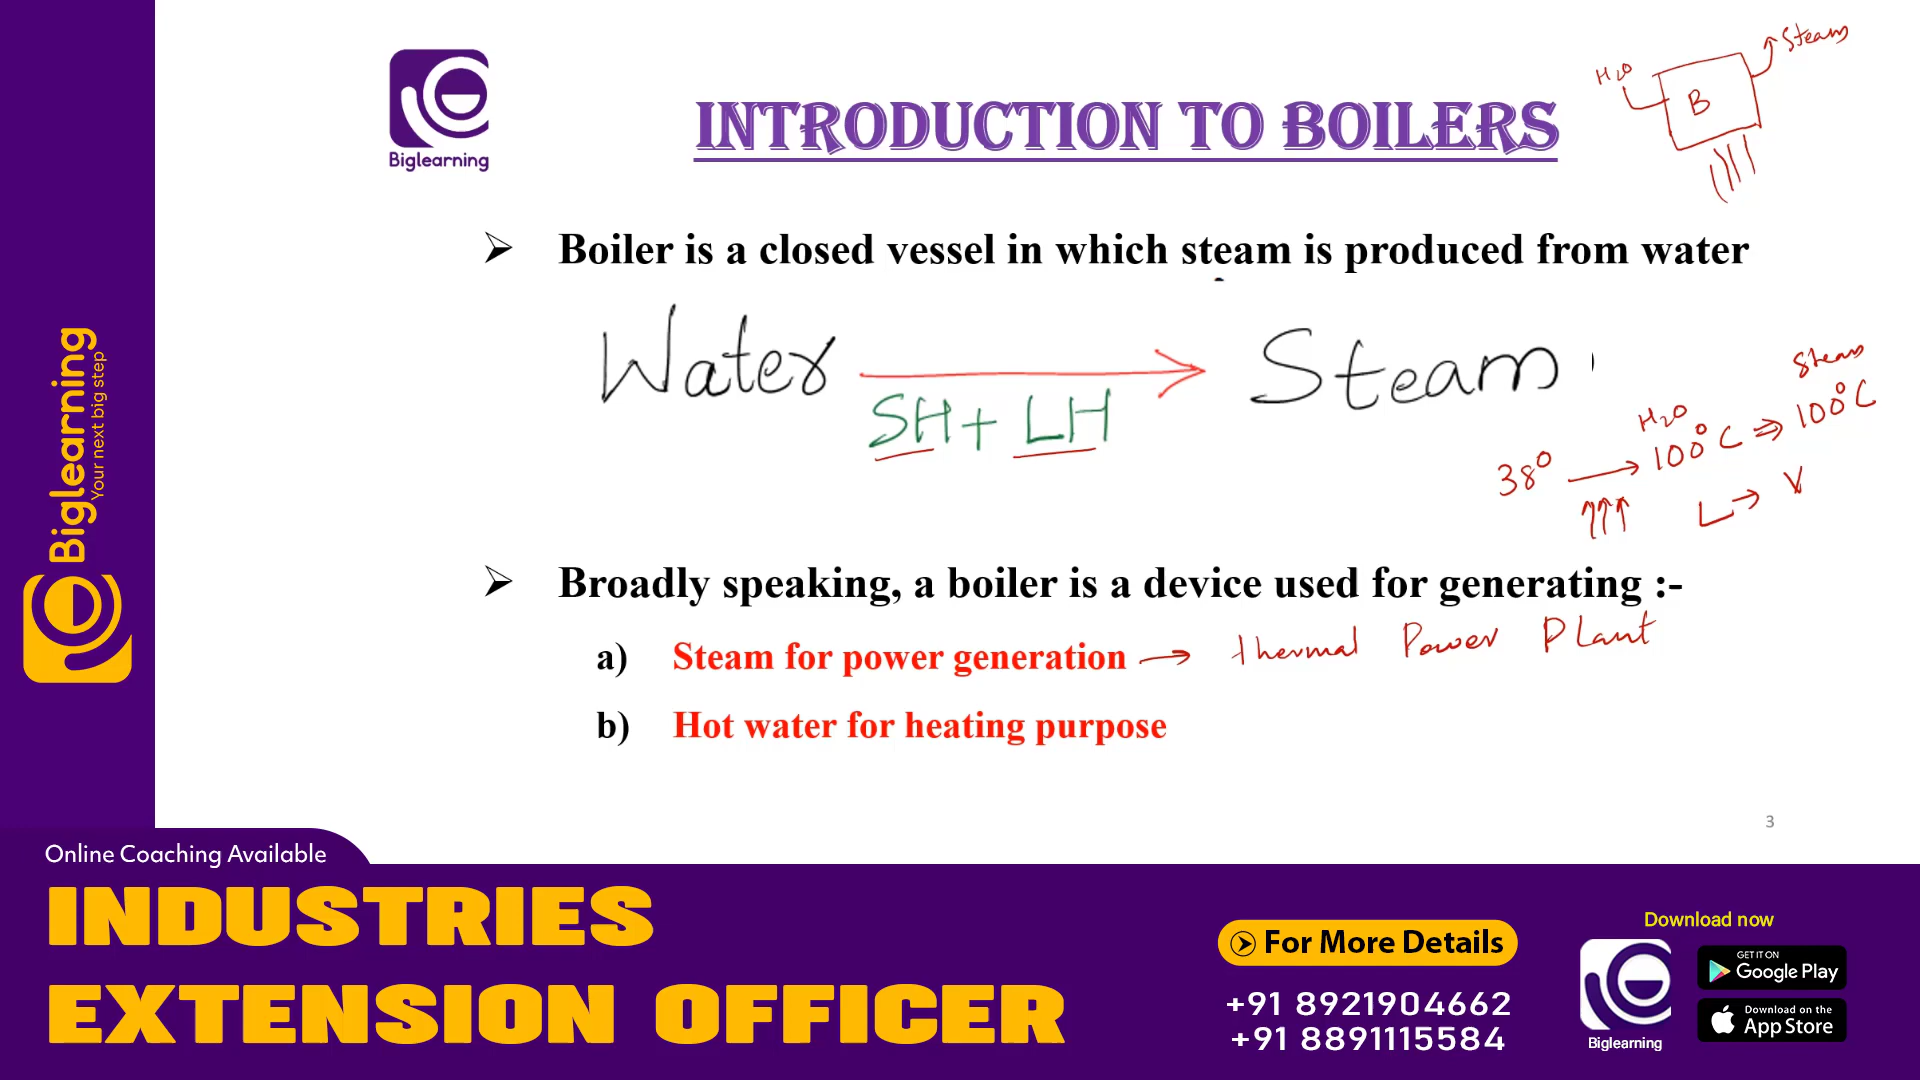 Biglearning
INTRODUCTION TO BOILERS
H2O
B
Steam
➢ Boiler is a closed vessel in which steam is produced from water
Water
SH + LH
Steam
Steam
H2O
38° → 100°C ⇒ 100°C
↑↑↑
L → V
➢ Broadly speaking, a boiler is a device used for generating :-
a) Steam for power generation → thermal Power Plant
b) Hot water for heating purpose
3
Biglearning
Your next big step
Online Coaching Available
INDUSTRIES
EXTENSION OFFICER
For More Details
+91 8921904662
+91 8891115584
Download now
Biglearning
GET IT ON
Google Play
Download on the
App Store